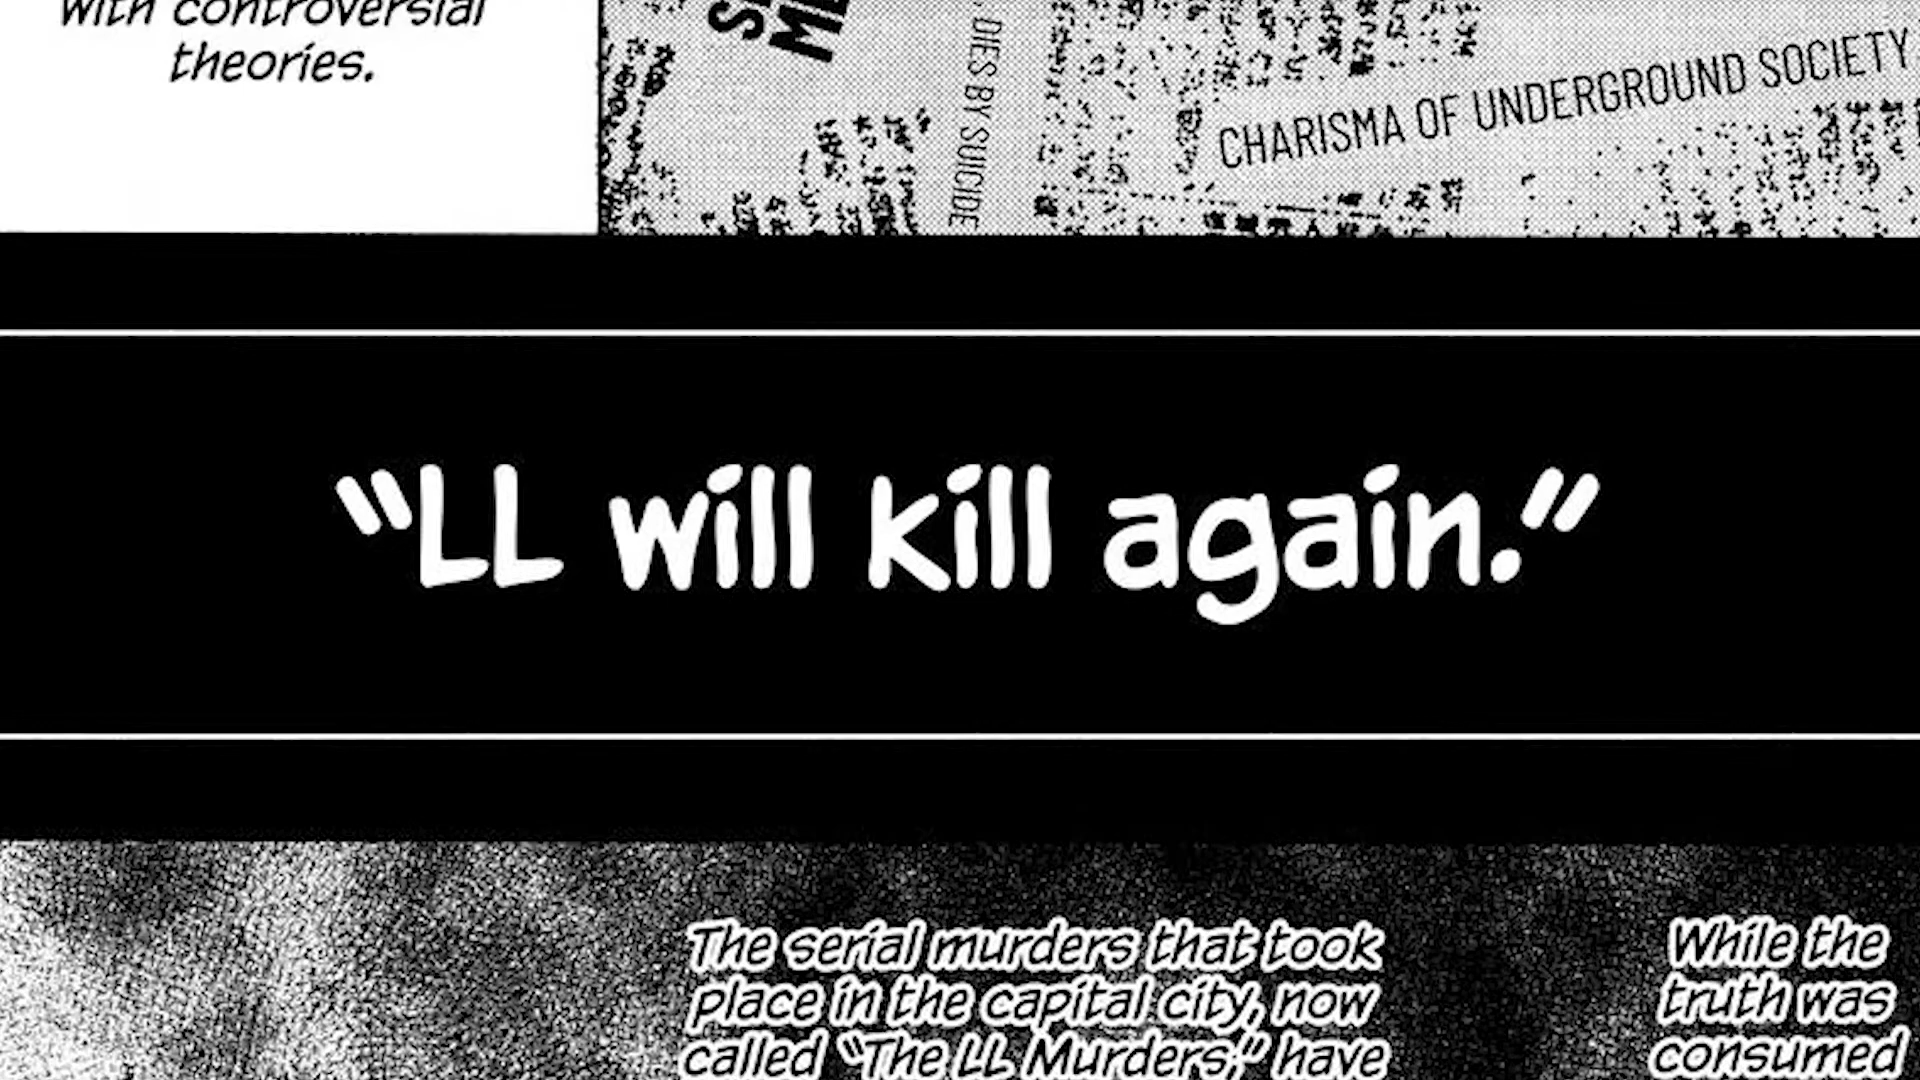 with controversial
theories.
DIES BY SUICIDE
CHARISMA OF UNDERGROUND SOCIETY
“LL will kill again.”
The serial murders that took
place in the capital city, now
called “The LL Murders,” have
While the
truth was
consumed